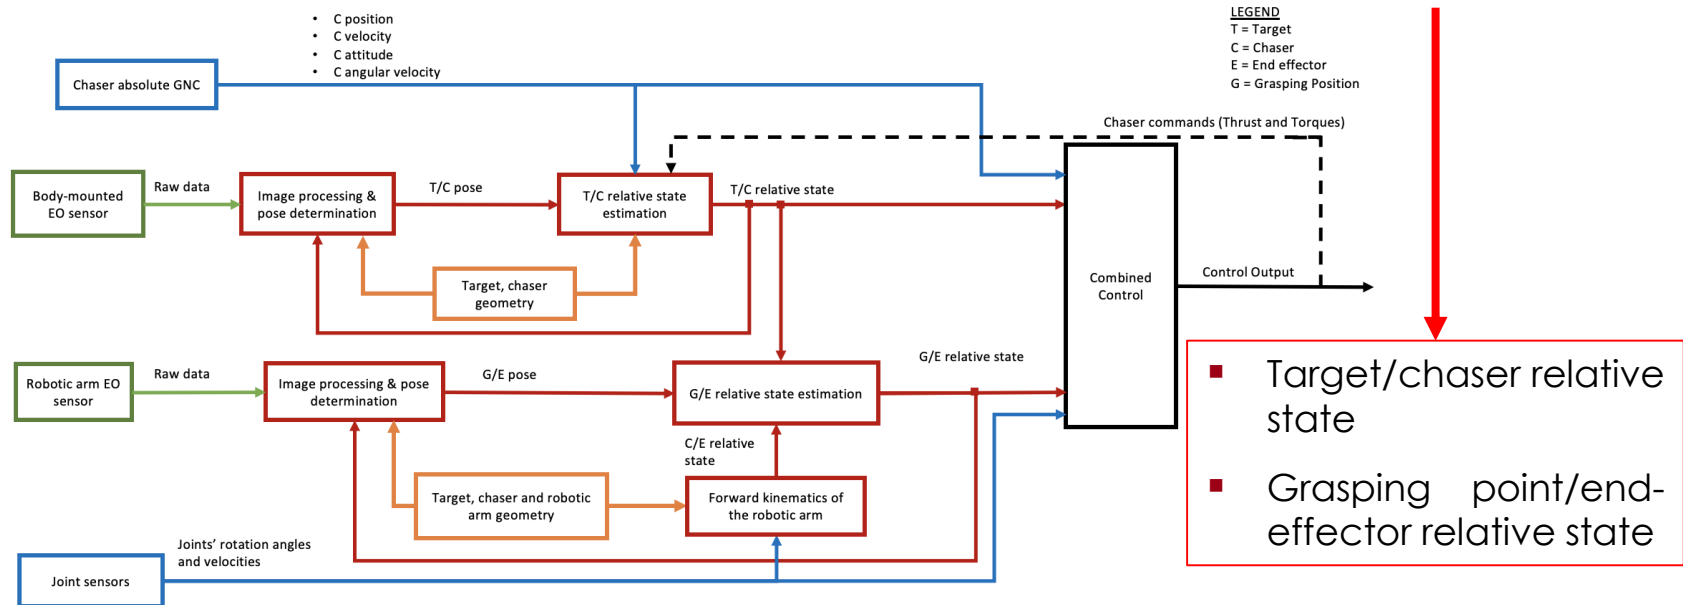 • C position
• C velocity
• C attitude
• C angular velocity
LEGEND
T = Target
C = Chaser
E = End effector
G = Grasping Position
Chaser absolute GNC
Chaser commands (Thrust and Torques)
Body-mounted
EO sensor
Raw data
Image processing &
pose determination
T/C pose
T/C relative state
estimation
T/C relative state
Target, chaser
geometry
Combined
Control
Control Output
Robotic arm EO
sensor
Raw data
Image processing & pose
determination
G/E pose
G/E relative state estimation
G/E relative state
C/E relative
state
Target, chaser and robotic
arm geometry
Forward kinematics of
the robotic arm
Joints’ rotation angles
and velocities
Joint sensors
▪ Target/chaser relative
state
▪ Grasping point/end-
effector relative state